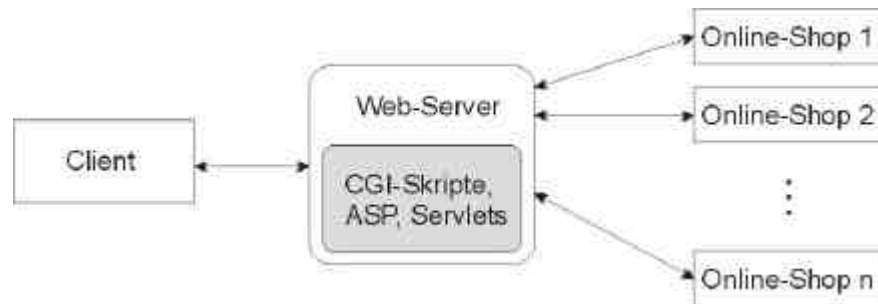 Client
Web-Server
CGI-Skripte,
ASP, Servlets
Online-Shop 1
Online-Shop 2
Online-Shop n